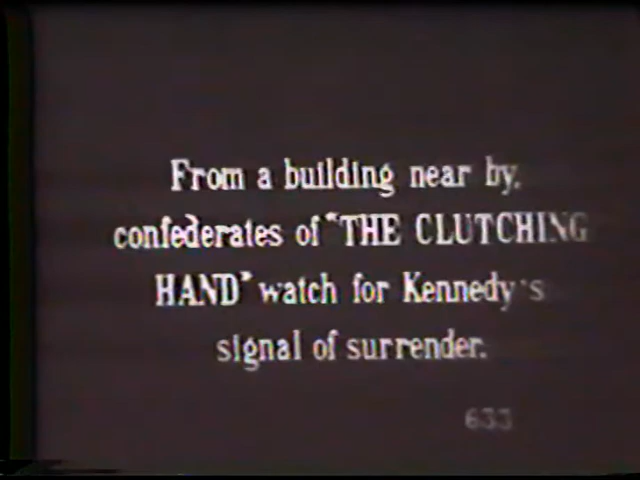 From a building near by,
confederates of "THE CLUTCHING
HAND" watch for Kennedy's
signal of surrender.
633